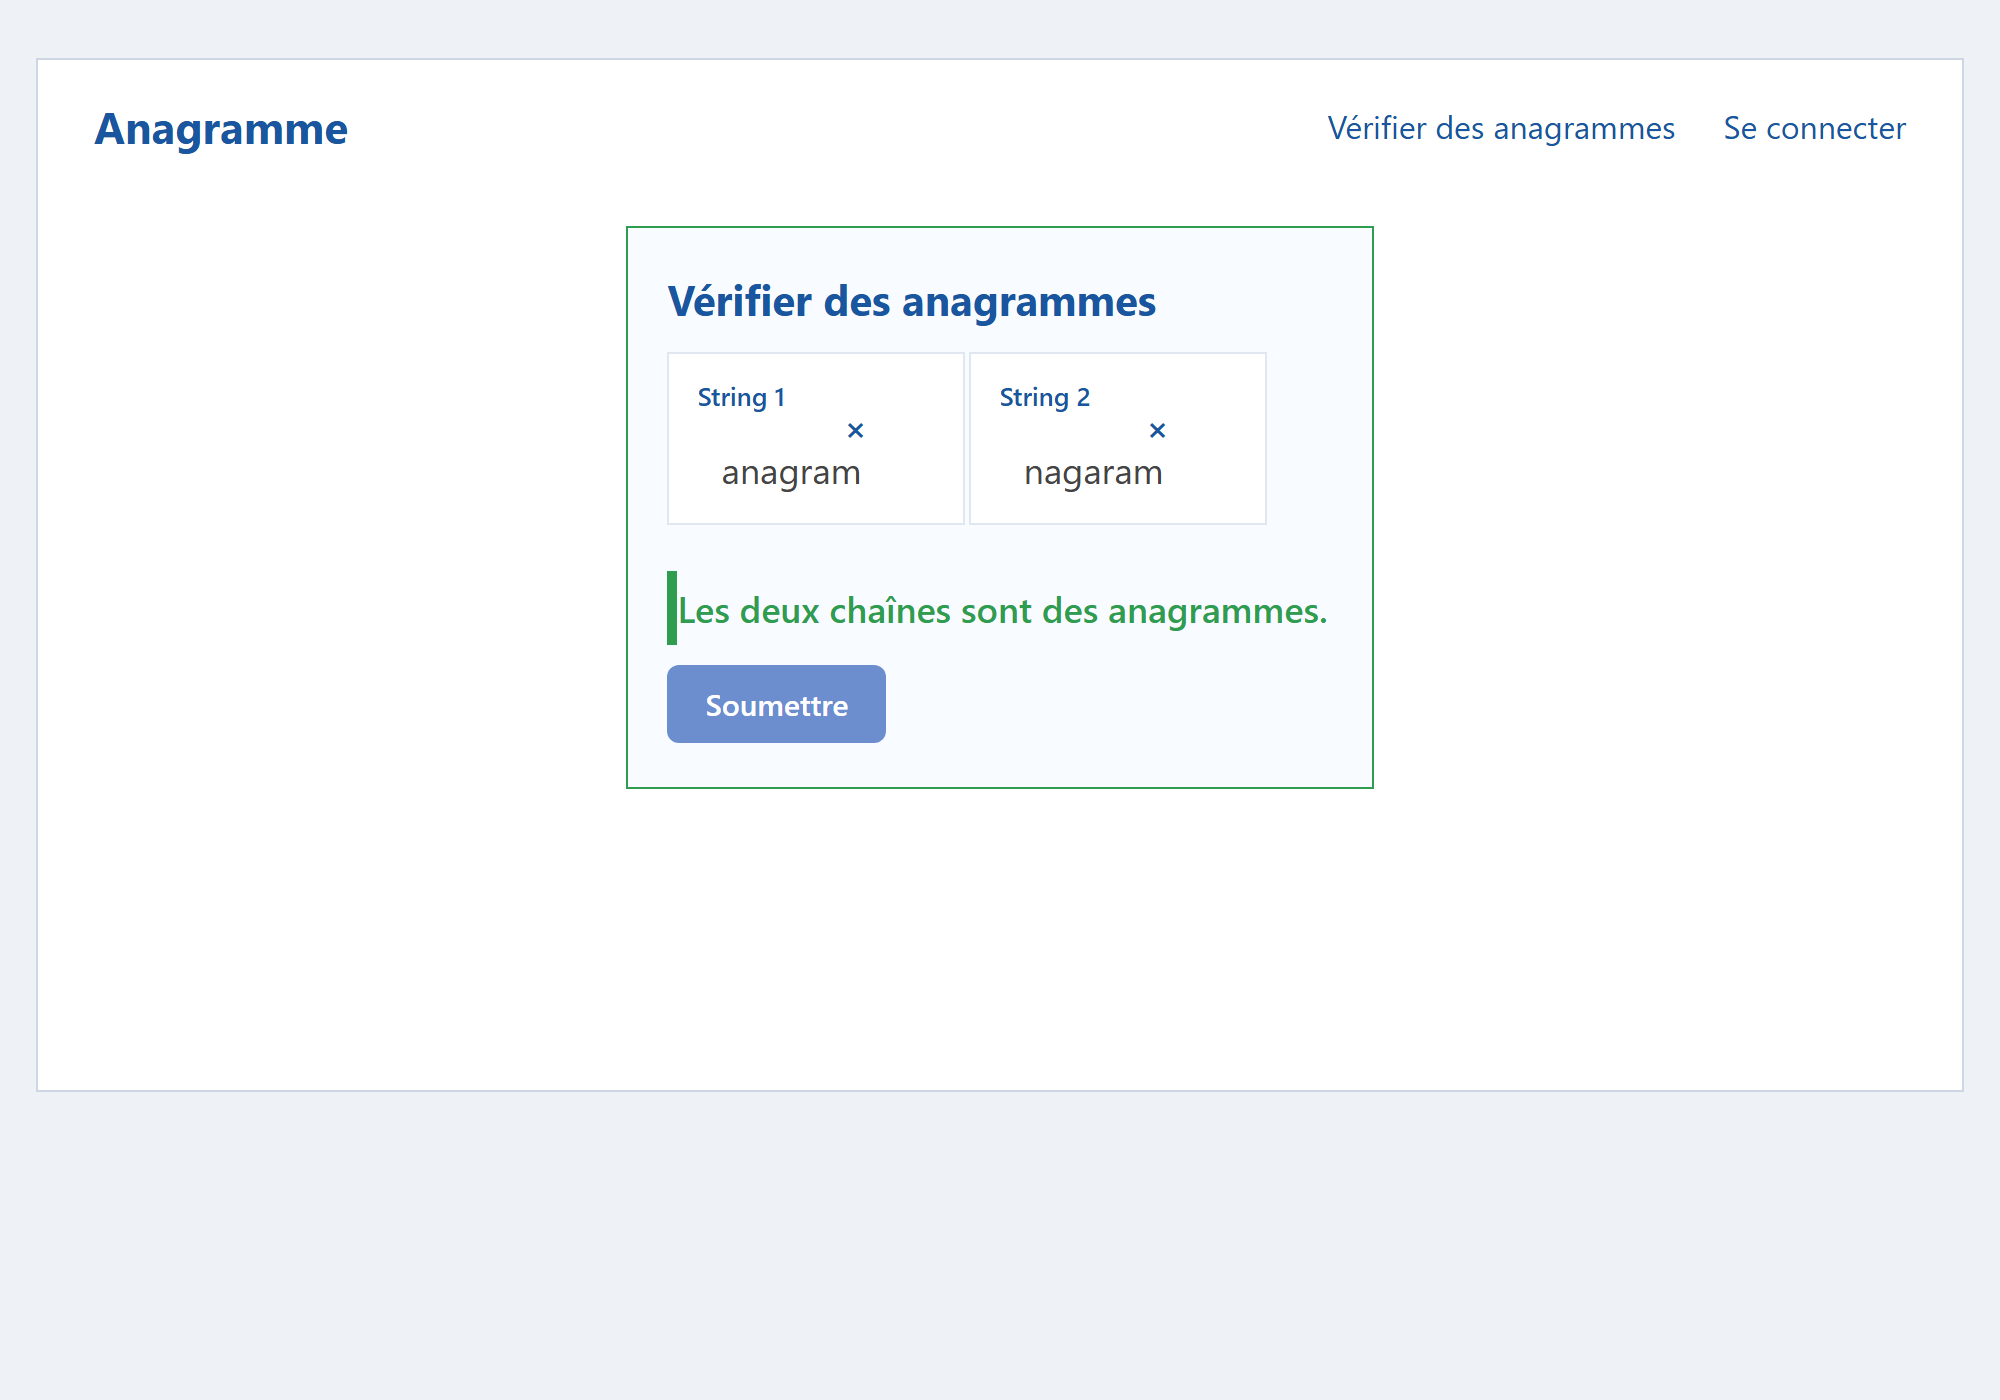 Anagramme
Vérifier des anagrammes
Se connecter
Vérifier des anagrammes
String 1
×
anagram
String 2
×
nagaram
Les deux chaînes sont des anagrammes.
Soumettre